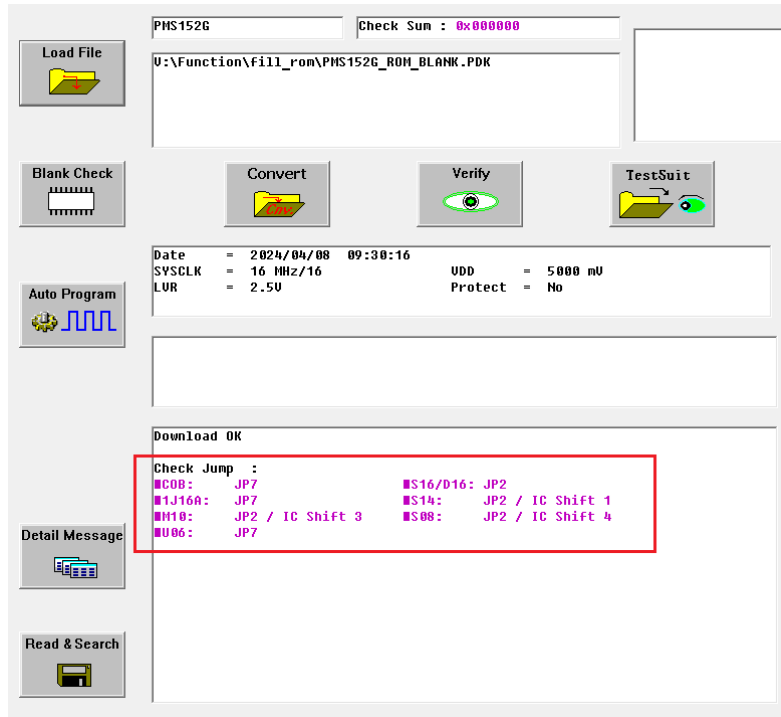 PMS152G
Check Sum : 0x000000
Load File
V:\Function\fill_rom\PMS152G_ROM_BLANK.PDK
Blank Check
Convert
Cnv
Verify
TestSuit
Date = 2024/04/08 09:30:16
SYSCLK = 16 MHz/16 VDD = 5000 mV
LVR = 2.5V Protect = No
Auto Program
Download OK
Check Jump :
■COB: JP7 ■S16/D16: JP2
■1J16A: JP7 ■S14: JP2 / IC Shift 1
■M10: JP2 / IC Shift 3 ■S08: JP2 / IC Shift 4
■U06: JP7
Detail Message
Read & Search